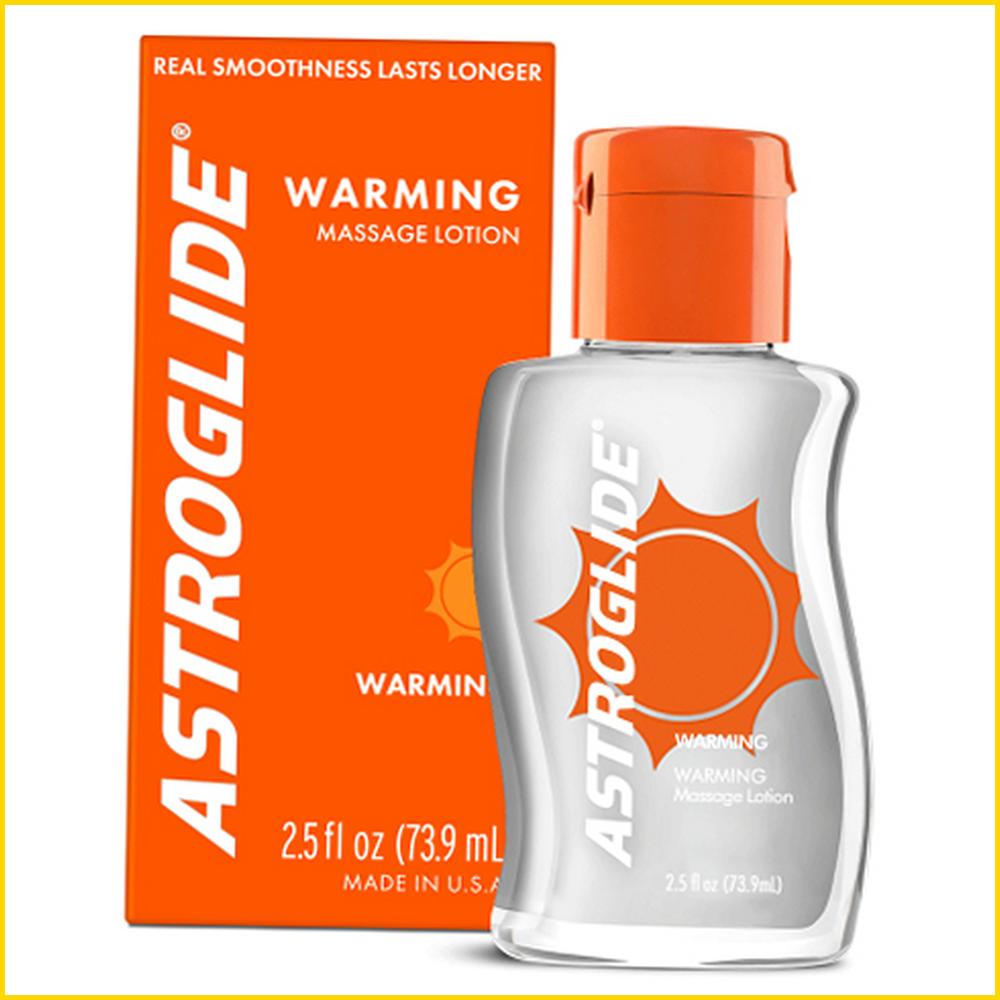 REAL SMOOTHNESS LASTS LONGER
ASTROGLIDE®
WARMING
MASSAGE LOTION
WARMIN
2.5 fl oz (73.9 mL
MADE IN U.S.A
ASTROGLIDE
WARMING
WARMING
Massage Lotion
2.5 fl oz (73.9mL)